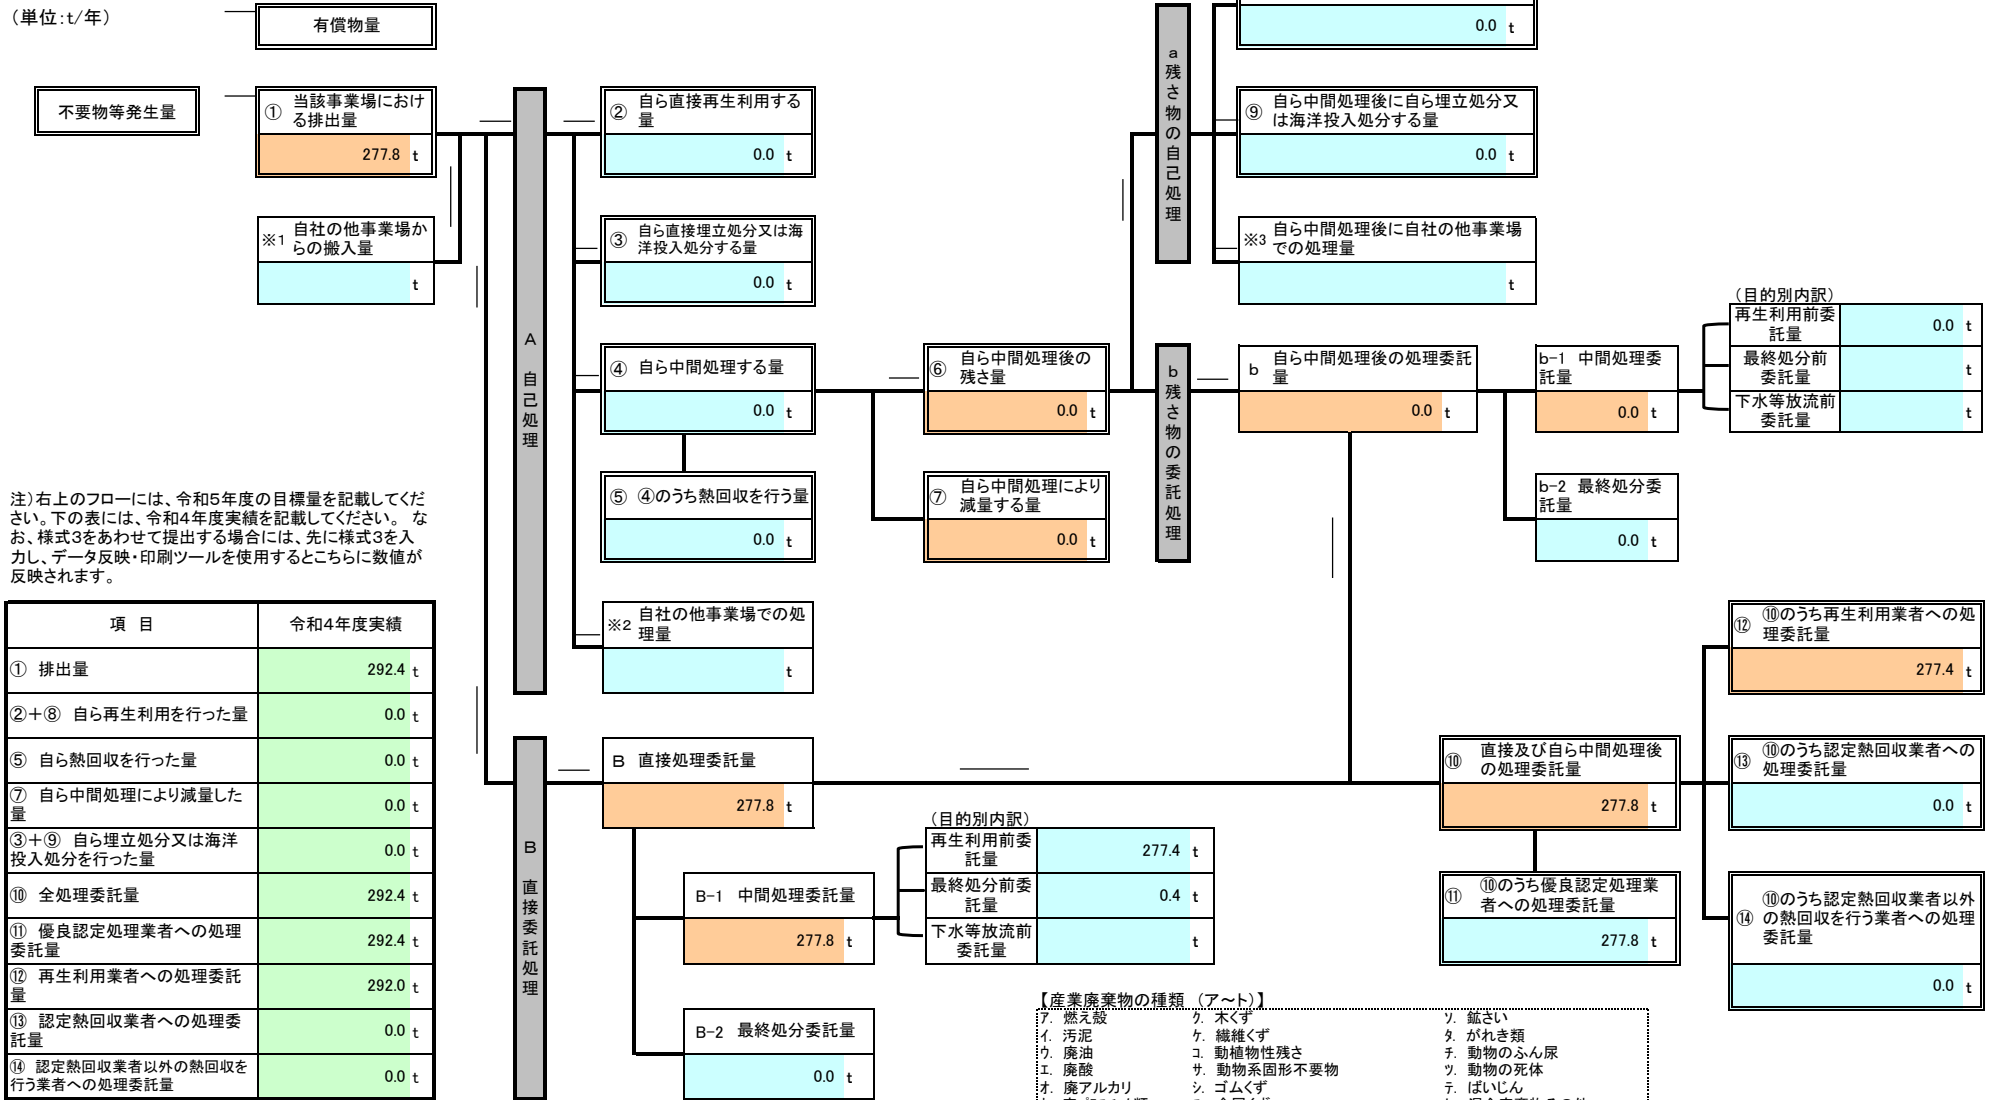 （単位:t/年）
有償物量
0.0 t
不要物等発生量
① 当該事業場におけ
る排出量
277.8 t
※1 自社の他事業場か
らの搬入量
t
A 自己処理
② 自ら直接再生利用する
量
0.0 t
③ 自ら直接埋立処分又は海
洋投入処分する量
0.0 t
④ 自ら中間処理する量
0.0 t
⑤ ④のうち熱回収を行う量
0.0 t
※2 自社の他事業場での処
理量
t
⑥ 自ら中間処理後の
残さ量
0.0 t
⑦ 自ら中間処理により
減量する量
0.0 t
a 残さ物の自己処理
⑨ 自ら中間処理後に自ら埋立処分又
は海洋投入処分する量
0.0 t
※3 自ら中間処理後に自社の他事業場
での処理量
t
b 残さ物の委託処理
b 自ら中間処理後の処理委託
量
0.0 t
b-1 中間処理委
託量
0.0 t
（目的別内訳）
再生利用前委
託量
0.0 t
最終処分前
委託量
t
下水等放流前
委託量
t
b-2 最終処分委
託量
0.0 t
注）右上のフローには、令和5年度の目標量を記載してくだ
さい。下の表には、令和4年度実績を記載してください。 な
お、様式3をあわせて提出する場合には、先に様式3を入
力し、データ反映・印刷ツールを使用するとこちらに数値が
反映されます。
項 目 令和4年度実績
① 排出量 292.4 t
②＋⑧ 自ら再生利用を行った量 0.0 t
⑤ 自ら熱回収を行った量 0.0 t
⑦ 自ら中間処理により減量した
量 0.0 t
③＋⑨ 自ら埋立処分又は海洋
投入処分を行った量 0.0 t
⑩ 全処理委託量 292.4 t
⑪ 優良認定処理業者への処理
委託量 292.4 t
⑫ 再生利用業者への処理委託
量 292.0 t
⑬ 認定熱回収業者への処理委
託量 0.0 t
⑭ 認定熱回収業者以外の熱回収を
行う業者への処理委託量 0.0 t
B 直接委託処理
B 直接処理委託量
277.8 t
B-1 中間処理委託量
277.8 t
（目的別内訳）
再生利用前委
託量
277.4 t
最終処分前委
託量
0.4 t
下水等放流前
委託量
t
B-2 最終処分委託量
0.0 t
⑩ 直接及び自ら中間処理後
の処理委託量
277.8 t
⑪ ⑩のうち優良認定処理業
者への処理委託量
277.8 t
⑫ ⑩のうち再生利用業者への処
理委託量
277.4 t
⑬ ⑩のうち認定熱回収業者への
処理委託量
0.0 t
⑭ ⑩のうち認定熱回収業者以外
の熱回収を行う業者への処理
委託量
0.0 t
【産業廃棄物の種類 （ア～ト）】
ア. 燃え殻 ク. 木くず ソ. 鉱さい
イ. 汚泥 ケ. 繊維くず タ. がれき類
ウ. 廃油 コ. 動植物性残さ チ. 動物のふん尿
エ. 廃酸 サ. 動物系固形不要物 ツ. 動物の死体
オ. 廃アルカリ シ. ゴムくず テ. ばいじん